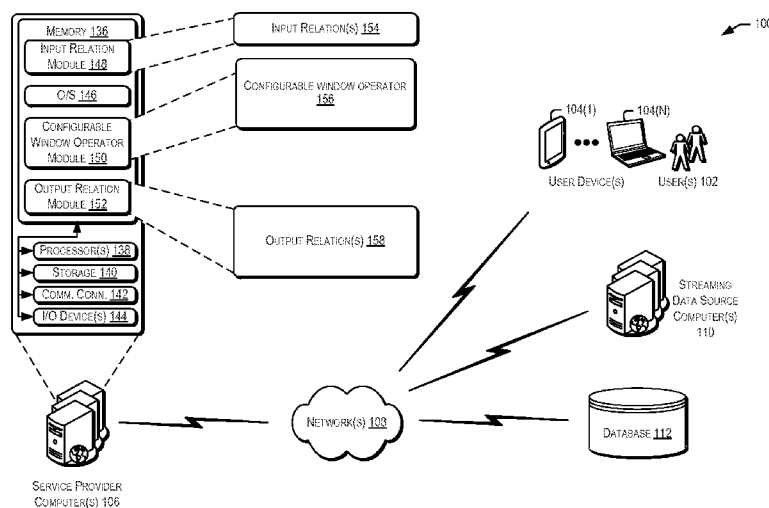 MEMORY 136
INPUT RELATION
MODULE 148
O/S 146
CONFIGURABLE
WINDOW OPERATOR
MODULE 150
OUTPUT RELATION
MODULE 152
PROCESSOR(S) 138
STORAGE 140
COMM. CONN. 142
I/O DEVICE(S) 144
INPUT RELATION(S) 154
CONFIGURABLE WINDOW OPERATOR
156
OUTPUT RELATION(S) 158
100
104(1)
104(N)
USER DEVICE(S)
USER(S) 102
STREAMING
DATA SOURCE
COMPUTER(S)
110
NETWORK(S) 108
DATABASE 112
SERVICE PROVIDER
COMPUTER(S) 106